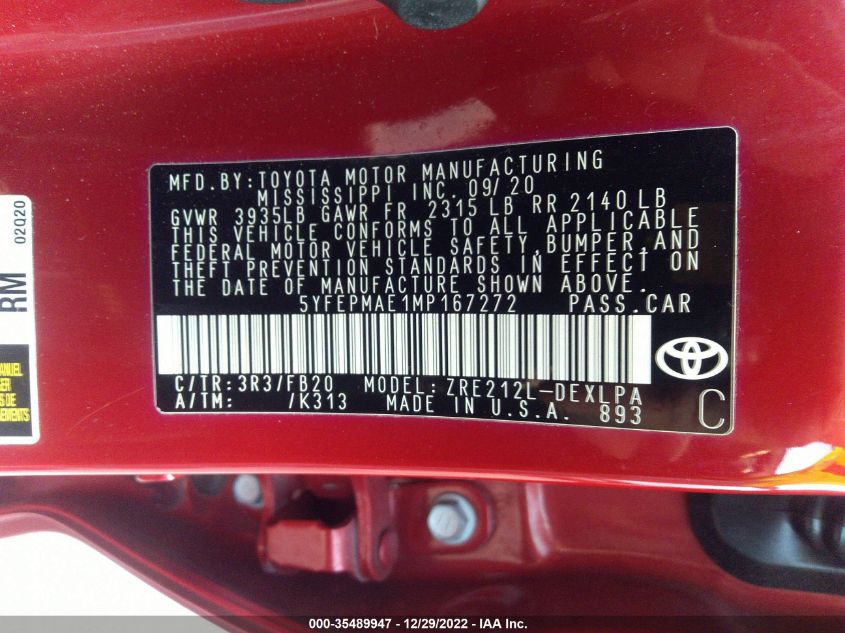 MFD.BY:TOYOTA MOTOR MANUFACTURING
MISSISSIPPI INC. 09/20
GVWR 3935LB GAWR FR 2315 LB RR 2140 LB
THIS VEHICLE CONFORMS TO ALL APPLICABLE
FEDERAL MOTOR VEHICLE SAFETY, BUMPER, AND
THEFT PREVENTION STANDARDS IN EFFECT ON
THE DATE OF MANUFACTURE SHOWN ABOVE.
5YFEPMAE1MP167272 PASS.CAR
C/TR:3R3/FB20 MODEL: ZRE212L-DEXLPA
A/TM: /K313 MADE IN U.S.A. 893
C
RM 02Q20
MANUEL
DE
000-35489947 - 12/29/2022 - IAA Inc.